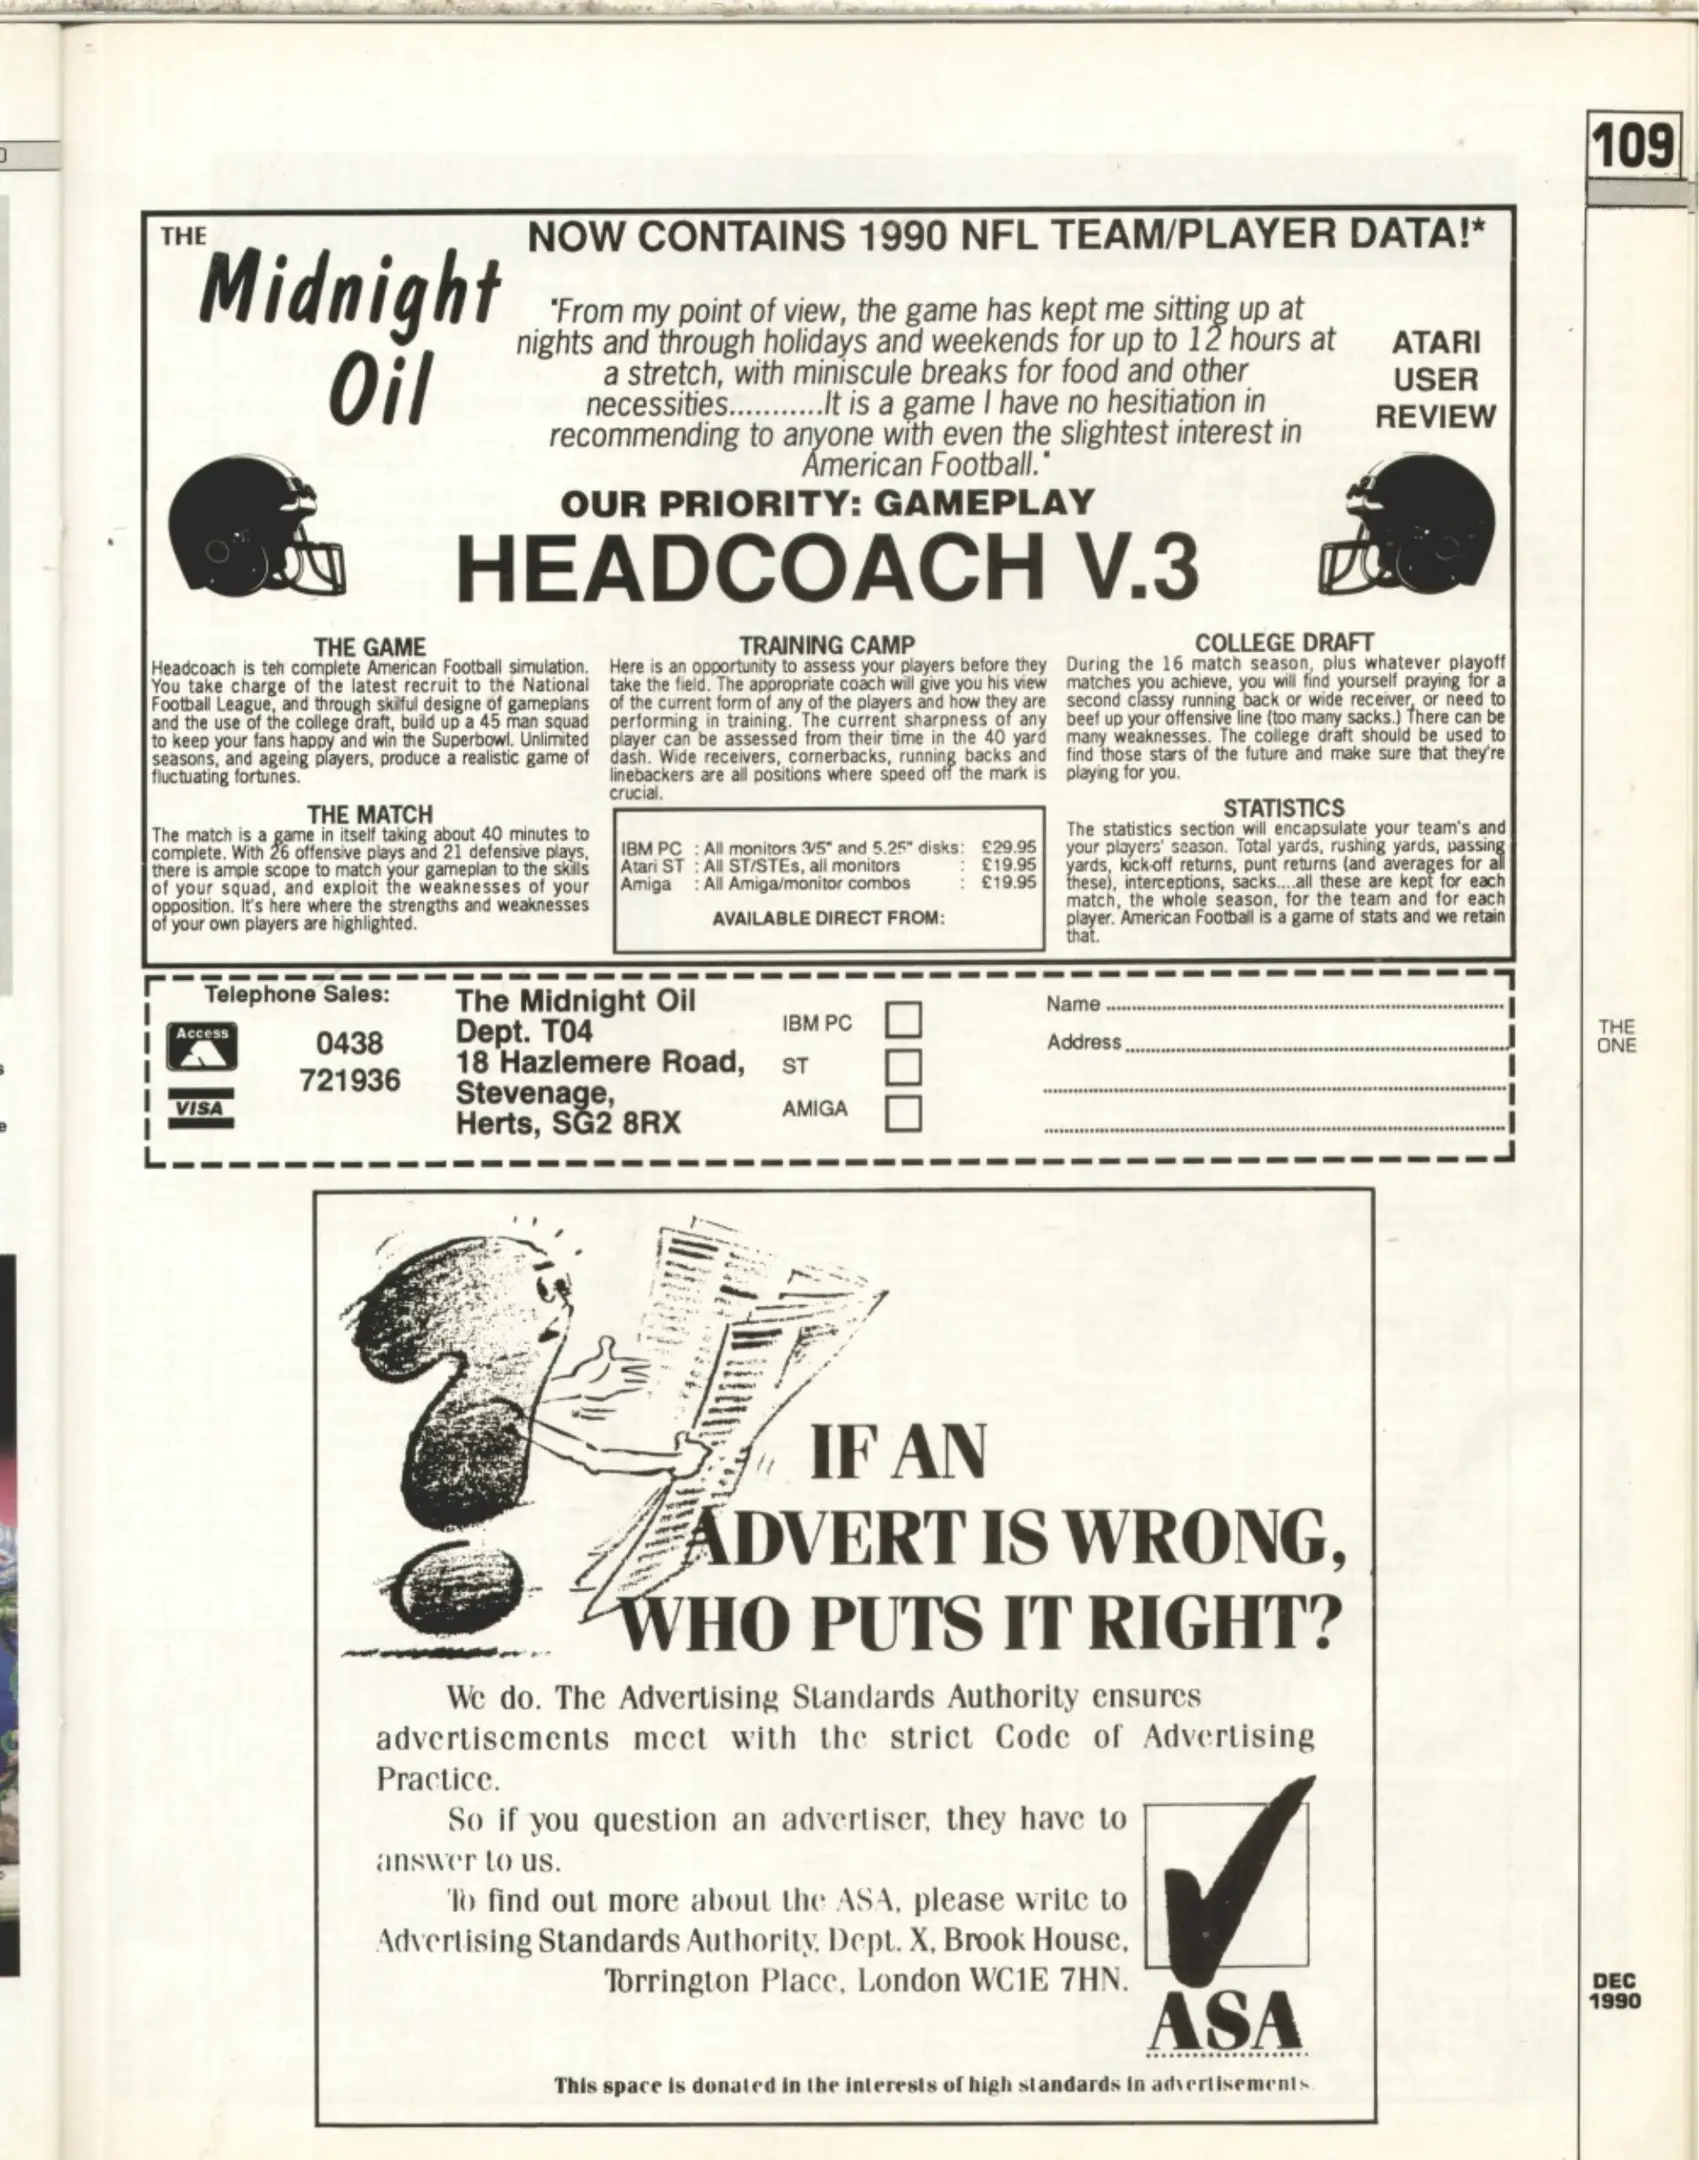 109
THE
Midnight
Oil
NOW CONTAINS 1990 NFL TEAM/PLAYER DATA!*
"From my point of view, the game has kept me sitting up at
nights and through holidays and weekends for up to 12 hours at
a stretch, with miniscule breaks for food and other
necessities...........It is a game I have no hesitiation in
recommending to anyone with even the slightest interest in
American Football."
ATARI
USER
REVIEW
OUR PRIORITY: GAMEPLAY
HEADCOACH V.3
THE GAME
Headcoach is teh complete American Football simulation.
You take charge of the latest recruit to the National
Football League, and through skilful designe of gameplans
and the use of the college draft, build up a 45 man squad
to keep your fans happy and win the Superbowl. Unlimited
seasons, and ageing players, produce a realistic game of
fluctuating fortunes.
THE MATCH
The match is a game in itself taking about 40 minutes to
complete. With 26 offensive plays and 21 defensive plays,
there is ample scope to match your gameplan to the skills
of your squad, and exploit the weaknesses of your
opposition. It's here where the strengths and weaknesses
of your own players are highlighted.
TRAINING CAMP
Here is an opportunity to assess your players before they
take the field. The appropriate coach will give you his view
of the current form of any of the players and how they are
performing in training. The current sharpness of any
player can be assessed from their time in the 40 yard
dash. Wide receivers, cornerbacks, running backs and
linebackers are all positions where speed off the mark is
crucial.
IBM PC : All monitors 3/5" and 5.25" disks: £29.95
Atari ST : All ST/STEs, all monitors : £19.95
Amiga : All Amiga/monitor combos : £19.95
AVAILABLE DIRECT FROM:
COLLEGE DRAFT
During the 16 match season, plus whatever playoff
matches you achieve, you will find yourself praying for a
second classy running back or wide receiver, or need to
beef up your offensive line (too many sacks.) There can be
many weaknesses. The college draft should be used to
find those stars of the future and make sure that they're
playing for you.
STATISTICS
The statistics section will encapsulate your team's and
your players' season. Total yards, rushing yards, passing
yards, kick-off returns, punt returns (and averages for all
these), interceptions, sacks....all these are kept for each
match, the whole season, for the team and for each
player. American Football is a game of stats and we retain
that.
Telephone Sales:
Access
VISA
0438
721936
The Midnight Oil
Dept. T04
18 Hazlemere Road,
Stevenage,
Herts, SG2 8RX
IBM PC
ST
AMIGA
Name
Address
THE
ONE
IF AN
ADVERT IS WRONG,
WHO PUTS IT RIGHT?
We do. The Advertising Standards Authority ensures
advertisements meet with the strict Code of Advertising
Practice.
So if you question an advertiser, they have to
answer to us.
To find out more about the ASA, please write to
Advertising Standards Authority, Dept. X, Brook House,
Torrington Place, London WC1E 7HN.
ASA
This space is donated in the interests of high standards in advertisements.
DEC
1990